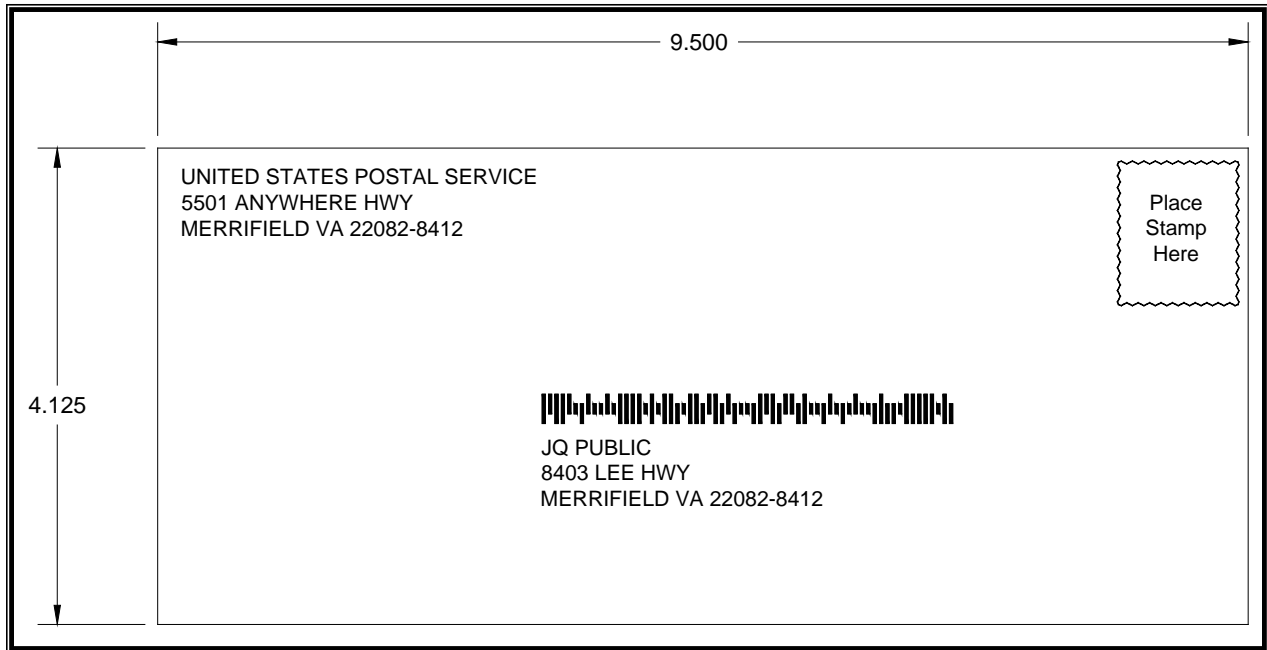 9.500
UNITED STATES POSTAL SERVICE
5501 ANYWHERE HWY
MERRIFIELD VA 22082-8412
Place
Stamp
Here
4.125
JQ PUBLIC
8403 LEE HWY
MERRIFIELD VA 22082-8412